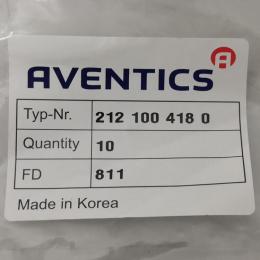 AVENTICS
Typ-Nr. 212 100 418 0
Quantity 10
FD 811
Made in Korea